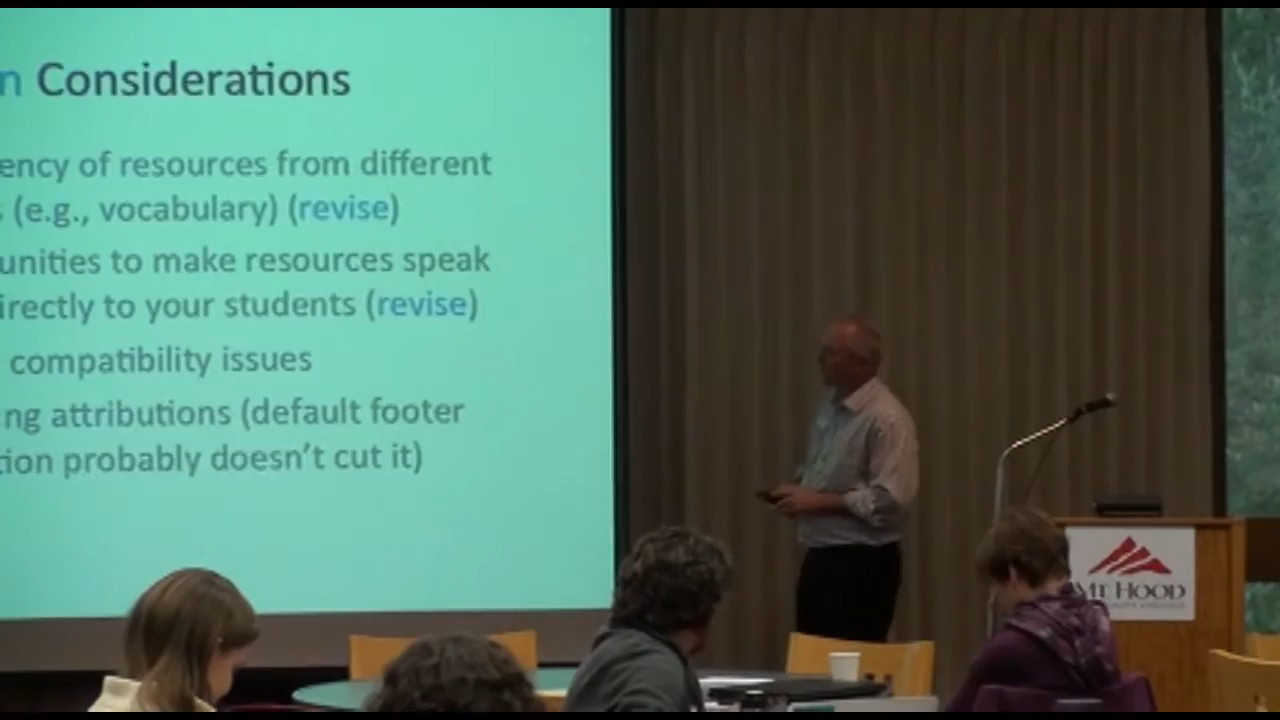 n Considerations
ency of resources from different
s (e.g., vocabulary) (revise)
unities to make resources speak
irectly to your students (revise)
compatibility issues
ng attributions (default footer
tion probably doesn't cut it)
MT HOOD